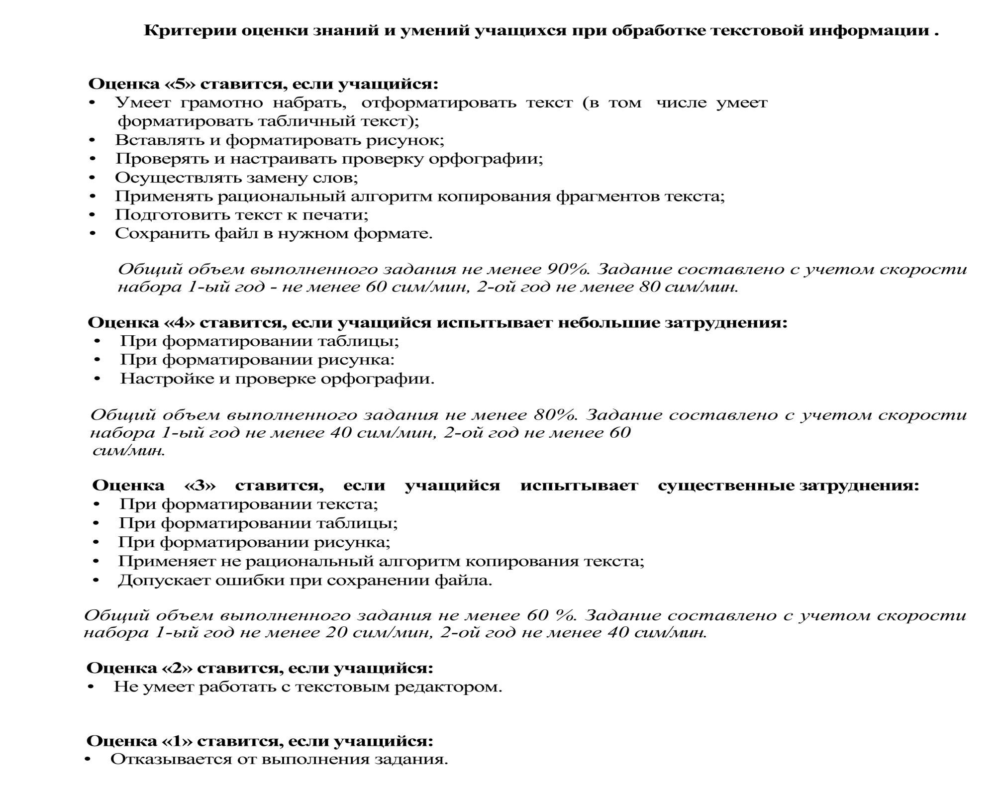 Критерии оценки знаний и умений учащихся при обработке текстовой информации .
Оценка «5» ставится, если учащийся:
• Умеет грамотно набрать, отформатировать текст (в том числе умеет
форматировать табличный текст);
• Вставлять и форматировать рисунок;
• Проверять и настраивать проверку орфографии;
• Осуществлять замену слов;
• Применять рациональный алгоритм копирования фрагментов текста;
• Подготовить текст к печати;
• Сохранить файл в нужном формате.
Общий объем выполненного задания не менее 90%. Задание составлено с учетом скорости
набора 1-ый год - не менее 60 сим/мин, 2-ой год не менее 80 сим/мин.
Оценка «4» ставится, если учащийся испытывает небольшие затруднения:
• При форматировании таблицы;
• При форматировании рисунка:
• Настройке и проверке орфографии.
Общий объем выполненного задания не менее 80%. Задание составлено с учетом скорости
набора 1-ый год не менее 40 сим/мин, 2-ой год не менее 60
сим/мин.
Оценка «3» ставится, если учащийся испытывает существенные затруднения:
• При форматировании текста;
• При форматировании таблицы;
• При форматировании рисунка;
• Применяет не рациональный алгоритм копирования текста;
• Допускает ошибки при сохранении файла.
Общий объем выполненного задания не менее 60 %. Задание составлено с учетом скорости
набора 1-ый год не менее 20 сим/мин, 2-ой год не менее 40 сим/мин.
Оценка «2» ставится, если учащийся:
• Не умеет работать с текстовым редактором.
Оценка «1» ставится, если учащийся:
• Отказывается от выполнения задания.